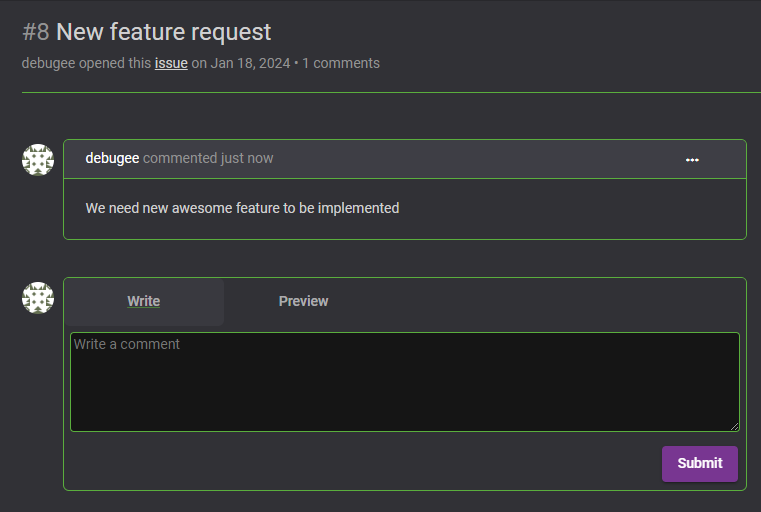 #8 New feature request
debugee opened this issue on Jan 18, 2024 • 1 comments
debugee commented just now
We need new awesome feature to be implemented
Write Preview
Write a comment
Submit